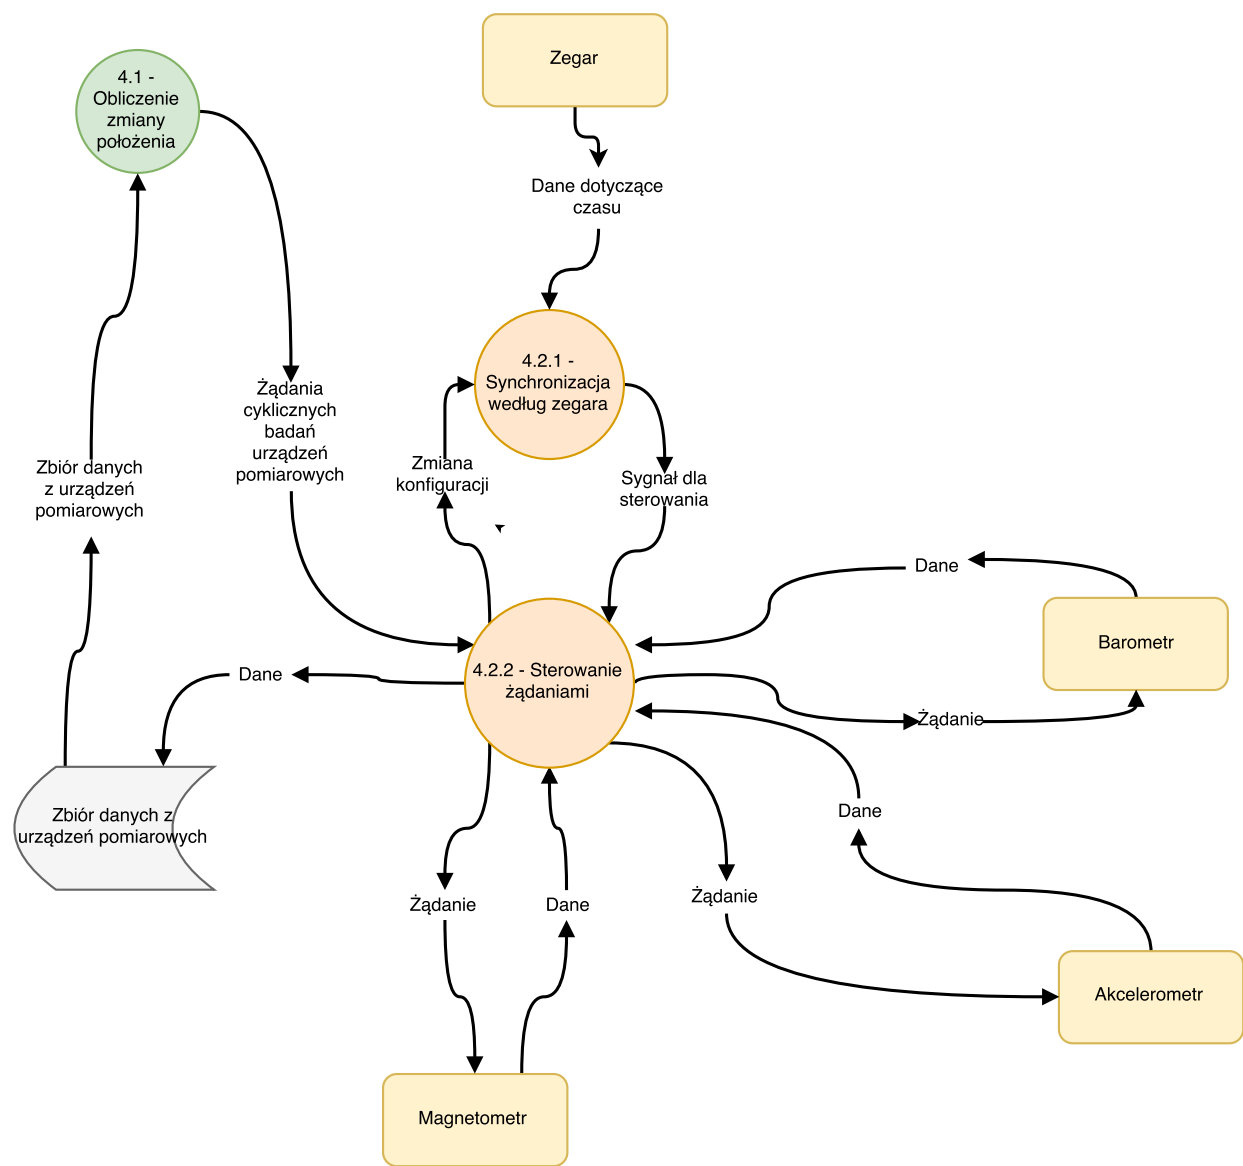 Zegar
4.1 -
Obliczenie
zmiany
położenia
Dane dotyczące
czasu
4.2.1 -
Synchronizacja
według zegara
Żądania
cyklicznych
badań
urządzeń
pomiarowych
Zbiór danych
z urządzeń
pomiarowych
Zmiana
konfiguracji
Sygnał dla
sterowania
Dane
Barometr
4.2.2 - Sterowanie
żądaniami
Dane
Żądanie
Zbiór danych z
urządzeń pomiarowych
Dane
Żądanie
Dane
Żądanie
Akcelerometr
Magnetometr